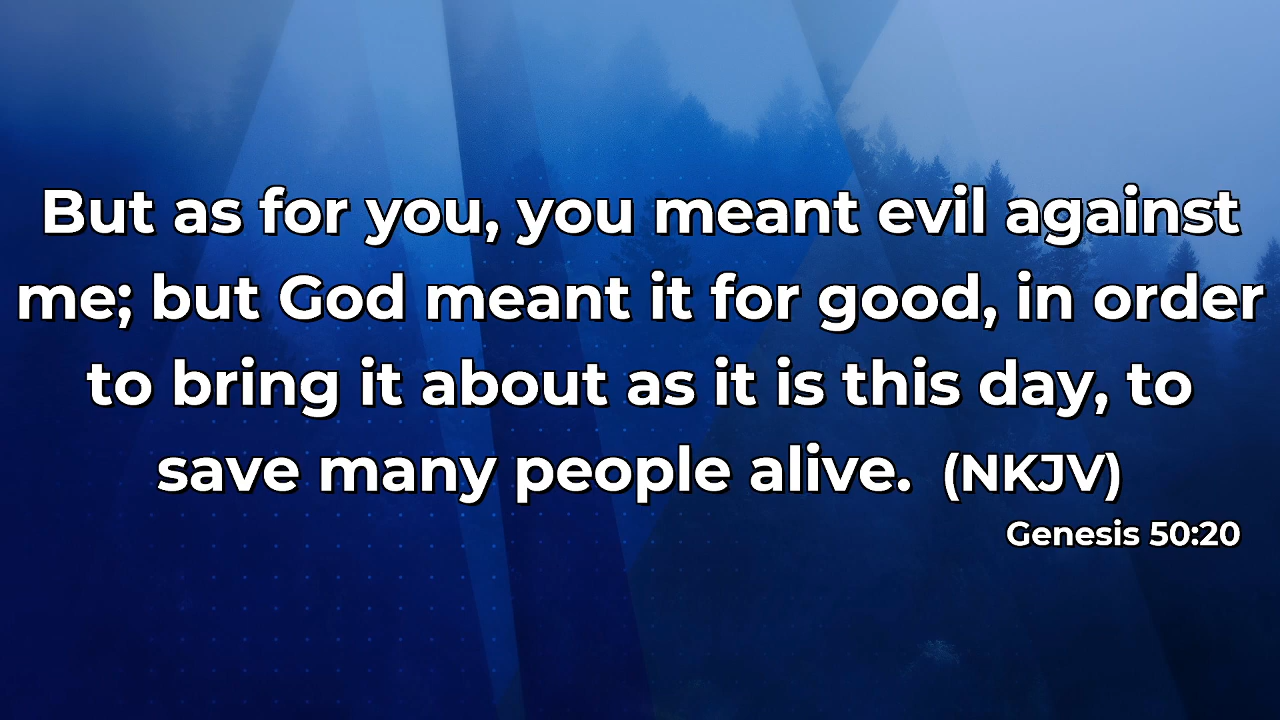 But as for you, you meant evil against
me; but God meant it for good, in order
to bring it about as it is this day, to
save many people alive. (NKJV)
Genesis 50:20